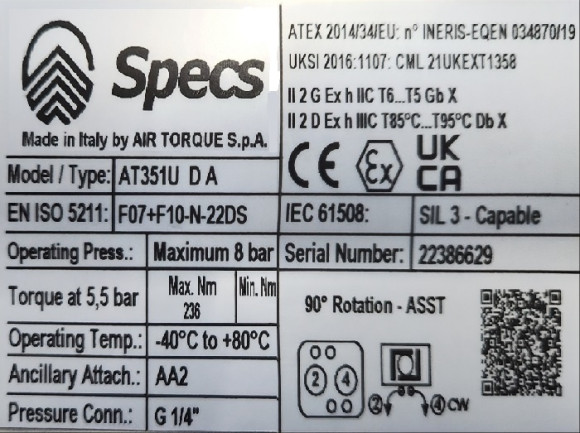 Specs
Made in Italy by AIR TORQUE S.p.A.
ATEX 2014/34/EU: n° INERIS-EQEN 034870/19
UKSI 2016:1107: CML 21UKEXT1358
II 2 G Ex h IIC T6...T5 Gb X
II 2 D Ex h IIIC T85°C...T95°C Db X
CE Ex UK CA
Model / Type: AT351U D A
EN ISO 5211: F07+F10-N-22DS
IEC 61508: SIL 3 - Capable
Operating Press.: Maximum 8 bar
Serial Number: 22386629
Torque at 5,5 bar Max. Nm 236 Min. Nm
90° Rotation - ASST
Operating Temp.: -40°C to +80°C
Ancillary Attach.: AA2
Pressure Conn.: G 1/4"
2 4
2 4 CW